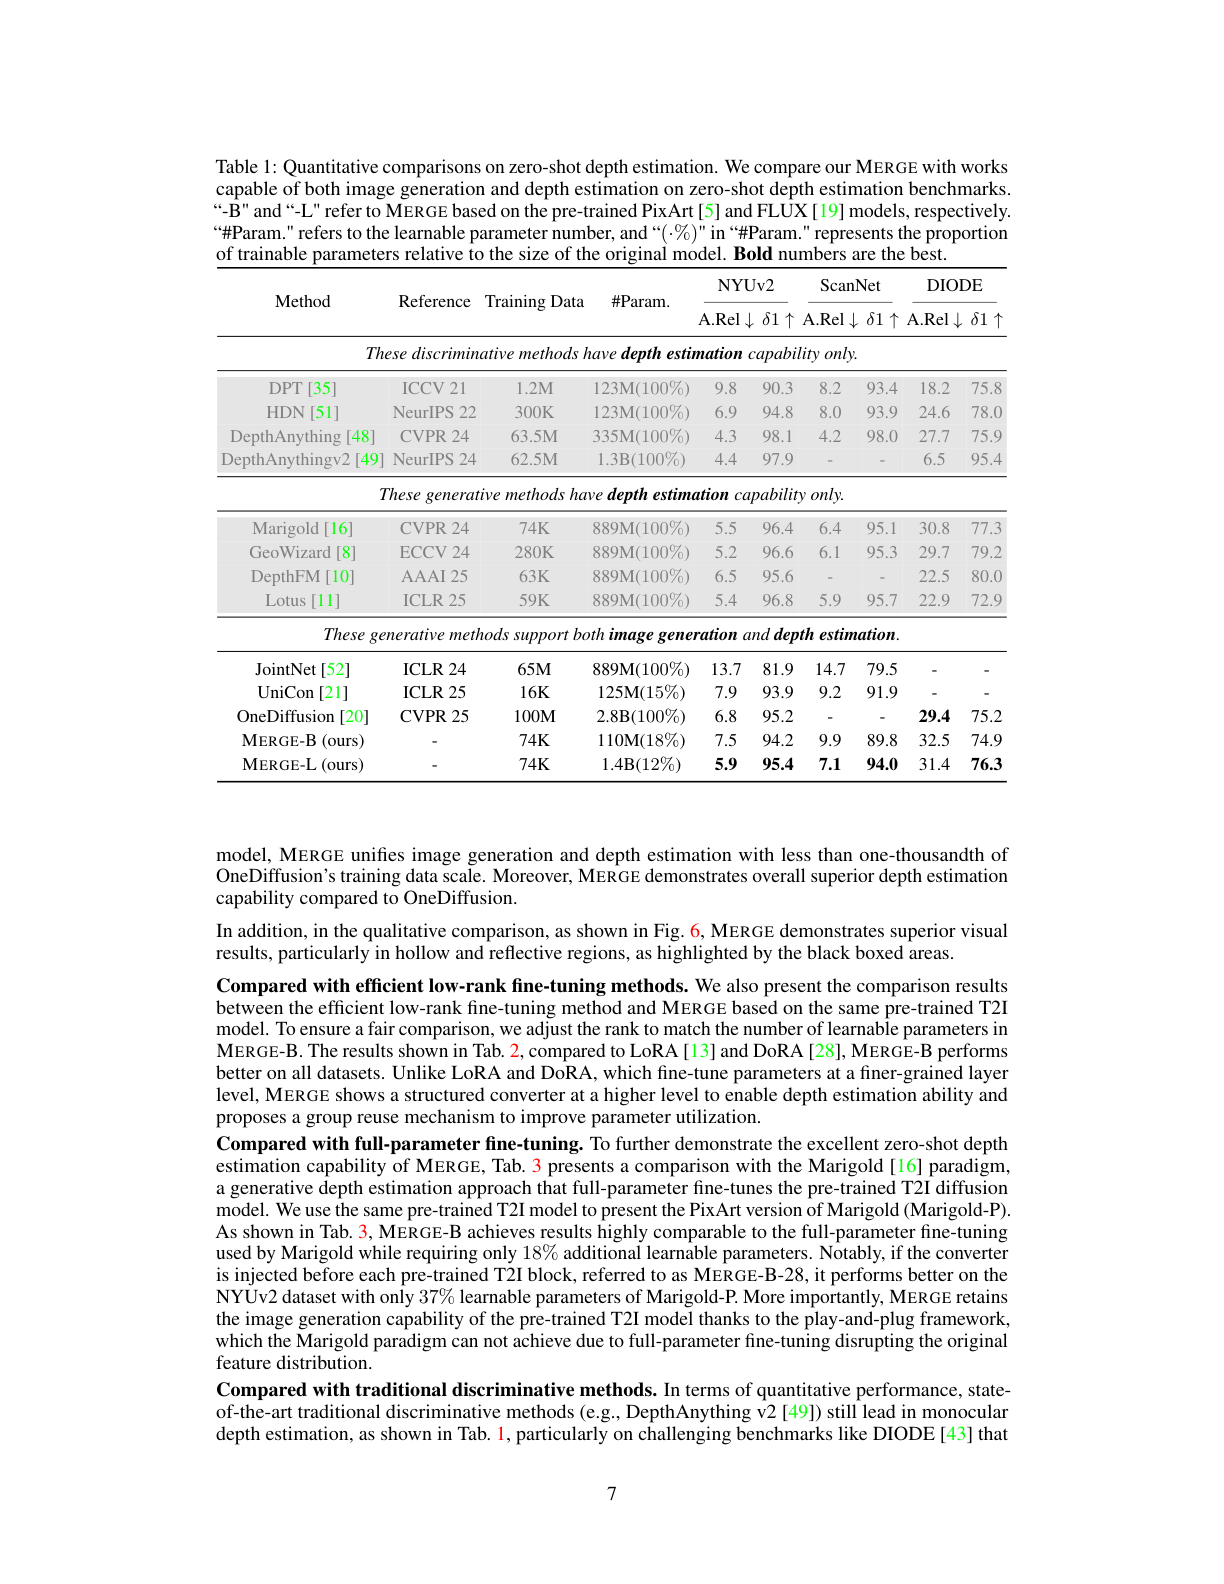 Table 1: Quantitative comparisons on zero-shot depth estimation. We compare our MERGE with works
capable of both image generation and depth estimation on zero-shot depth estimation benchmarks.
“-B" and “-L" refer to MERGE based on the pre-trained PixArt [5] and FLUX [19] models, respectively.
“#Param." refers to the learnable parameter number, and “(·%)" in “#Param." represents the proportion
of trainable parameters relative to the size of the original model. Bold numbers are the best.
Method Reference Training Data #Param. NYUv2 ScanNet DIODE
A.Rel↓ δ1↑ A.Rel↓ δ1↑ A.Rel↓ δ1↑
These discriminative methods have depth estimation capability only.
DPT [35] ICCV 21 1.2M 123M(100%) 9.8 90.3 8.2 93.4 18.2 75.8
HDN [51] NeurIPS 22 300K 123M(100%) 6.9 94.8 8.0 93.9 24.6 78.0
DepthAnything [48] CVPR 24 63.5M 335M(100%) 4.3 98.1 4.2 98.0 27.7 75.9
DepthAnythingv2 [49] NeurIPS 24 62.5M 1.3B(100%) 4.4 97.9 - - 6.5 95.4
These generative methods have depth estimation capability only.
Marigold [16] CVPR 24 74K 889M(100%) 5.5 96.4 6.4 95.1 30.8 77.3
GeoWizard [8] ECCV 24 280K 889M(100%) 5.2 96.6 6.1 95.3 29.7 79.2
DepthFM [10] AAAI 25 63K 889M(100%) 6.5 95.6 - - 22.5 80.0
Lotus [11] ICLR 25 59K 889M(100%) 5.4 96.8 5.9 95.7 22.9 72.9
These generative methods support both image generation and depth estimation.
JointNet [52] ICLR 24 65M 889M(100%) 13.7 81.9 14.7 79.5 - -
UniCon [21] ICLR 25 16K 125M(15%) 7.9 93.9 9.2 91.9 - -
OneDiffusion [20] CVPR 25 100M 2.8B(100%) 6.8 95.2 - - 29.4 75.2
MERGE-B (ours) - 74K 110M(18%) 7.5 94.2 9.9 89.8 32.5 74.9
MERGE-L (ours) - 74K 1.4B(12%) 5.9 95.4 7.1 94.0 31.4 76.3
model, MERGE unifies image generation and depth estimation with less than one-thousandth of
OneDiffusion's training data scale. Moreover, MERGE demonstrates overall superior depth estimation
capability compared to OneDiffusion.
In addition, in the qualitative comparison, as shown in Fig. 6, MERGE demonstrates superior visual
results, particularly in hollow and reflective regions, as highlighted by the black boxed areas.
Compared with efficient low-rank fine-tuning methods. We also present the comparison results
between the efficient low-rank fine-tuning method and MERGE based on the same pre-trained T2I
model. To ensure a fair comparison, we adjust the rank to match the number of learnable parameters in
MERGE-B. The results shown in Tab. 2, compared to LoRA [13] and DoRA [28], MERGE-B performs
better on all datasets. Unlike LoRA and DoRA, which fine-tune parameters at a finer-grained layer
level, MERGE shows a structured converter at a higher level to enable depth estimation ability and
proposes a group reuse mechanism to improve parameter utilization.
Compared with full-parameter fine-tuning. To further demonstrate the excellent zero-shot depth
estimation capability of MERGE, Tab. 3 presents a comparison with the Marigold [16] paradigm,
a generative depth estimation approach that full-parameter fine-tunes the pre-trained T2I diffusion
model. We use the same pre-trained T2I model to present the PixArt version of Marigold (Marigold-P).
As shown in Tab. 3, MERGE-B achieves results highly comparable to the full-parameter fine-tuning
used by Marigold while requiring only 18% additional learnable parameters. Notably, if the converter
is injected before each pre-trained T2I block, referred to as MERGE-B-28, it performs better on the
NYUv2 dataset with only 37% learnable parameters of Marigold-P. More importantly, MERGE retains
the image generation capability of the pre-trained T2I model thanks to the play-and-plug framework,
which the Marigold paradigm can not achieve due to full-parameter fine-tuning disrupting the original
feature distribution.
Compared with traditional discriminative methods. In terms of quantitative performance, state-
of-the-art traditional discriminative methods (e.g., DepthAnything v2 [49]) still lead in monocular
depth estimation, as shown in Tab. 1, particularly on challenging benchmarks like DIODE [43] that
7